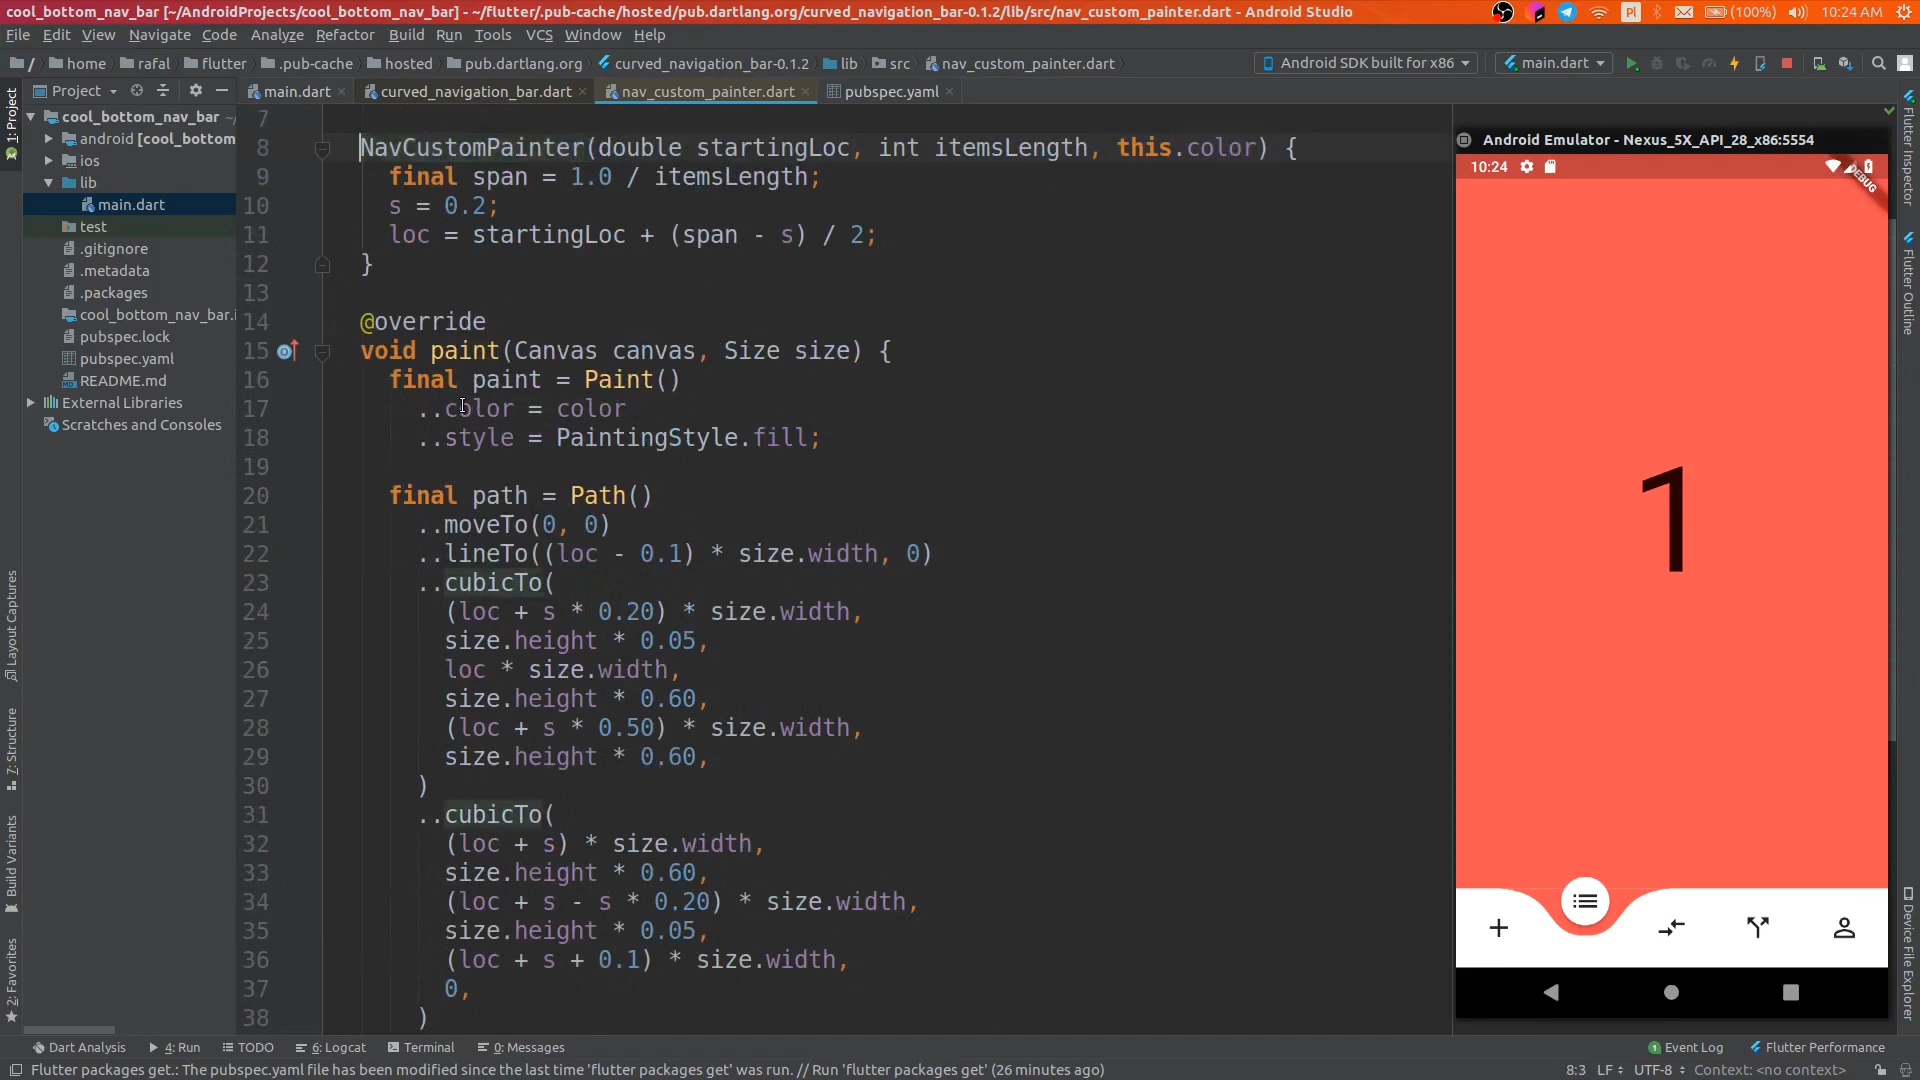 cool_bottom_nav_bar [~/AndroidProjects/cool_bottom_nav_bar] - ~/flutter/.pub-cache/hosted/pub.dartlang.org/curved_navigation_bar-0.1.2/lib/src/nav_custom_painter.dart - Android Studio
Pl (100%) 10:24 AM
File Edit View Navigate Code Analyze Refactor Build Run Tools VCS Window Help
/ home rafal flutter .pub-cache hosted pub.dartlang.org curved_navigation_bar-0.1.2 lib src nav_custom_painter.dart
Android SDK built for x86 main.dart
Project
main.dart curved_navigation_bar.dart nav_custom_painter.dart pubspec.yaml
cool_bottom_nav_bar ~/
android [cool_bottom
ios
lib
main.dart
test
.gitignore
.metadata
.packages
cool_bottom_nav_bar.i
pubspec.lock
pubspec.yaml
README.md
External Libraries
Scratches and Consoles
1: Project
Layout Captures
7: Structure
Build Variants
2: Favorites
7
8 NavCustomPainter(double startingLoc, int itemsLength, this.color) {
9 final span = 1.0 / itemsLength;
10 s = 0.2;
11 loc = startingLoc + (span - s) / 2;
12 }
13
14 @override
15 void paint(Canvas canvas, Size size) {
16 final paint = Paint()
17 ..color = color
18 ..style = PaintingStyle.fill;
19
20 final path = Path()
21 ..moveTo(0, 0)
22 ..lineTo((loc - 0.1) * size.width, 0)
23 ..cubicTo(
24 (loc + s * 0.20) * size.width,
25 size.height * 0.05,
26 loc * size.width,
27 size.height * 0.60,
28 (loc + s * 0.50) * size.width,
29 size.height * 0.60,
30 )
31 ..cubicTo(
32 (loc + s) * size.width,
33 size.height * 0.60,
34 (loc + s - s * 0.20) * size.width,
35 size.height * 0.05,
36 (loc + s + 0.1) * size.width,
37 0,
38 )
Android Emulator - Nexus_5X_API_28_x86:5554
10:24
DEBUG
1
Flutter Inspector
Flutter Outline
Device File Explorer
Dart Analysis 4: Run TODO 6: Logcat Terminal 0: Messages
1 Event Log Flutter Performance
Flutter packages get.: The pubspec.yaml file has been modified since the last time 'flutter packages get' was run. // Run 'flutter packages get' (26 minutes ago)
8:3 LF UTF-8 Context: <no context>